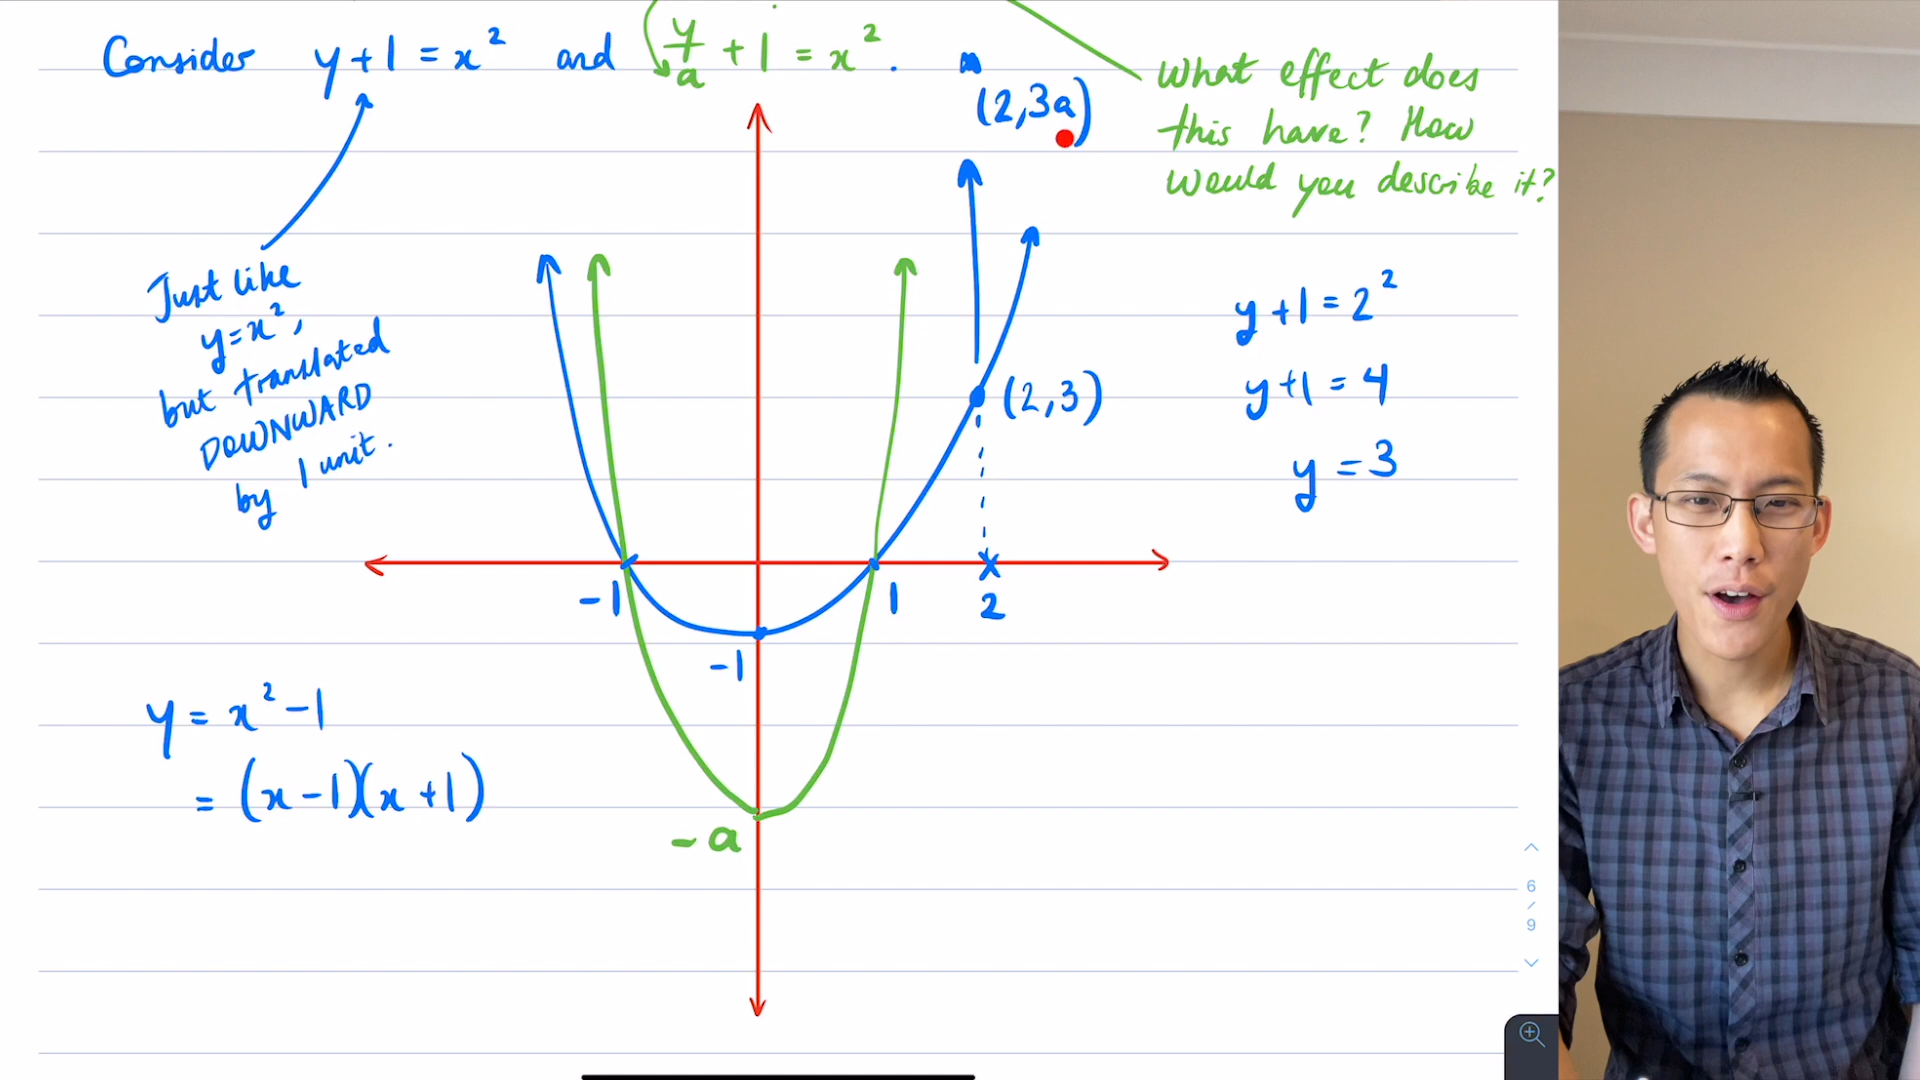 Consider y+1 = x² and y/a + 1 = x².
(2,3a)
What effect does
this have? How
would you describe it?
Just like
y=x²,
but translated
DOWNWARD
by 1 unit.
(2,3)
y+1 = 2²
y+1 = 4
y = 3
-1
1
2
-1
y = x²-1
= (x-1)(x+1)
-a
6
/
9